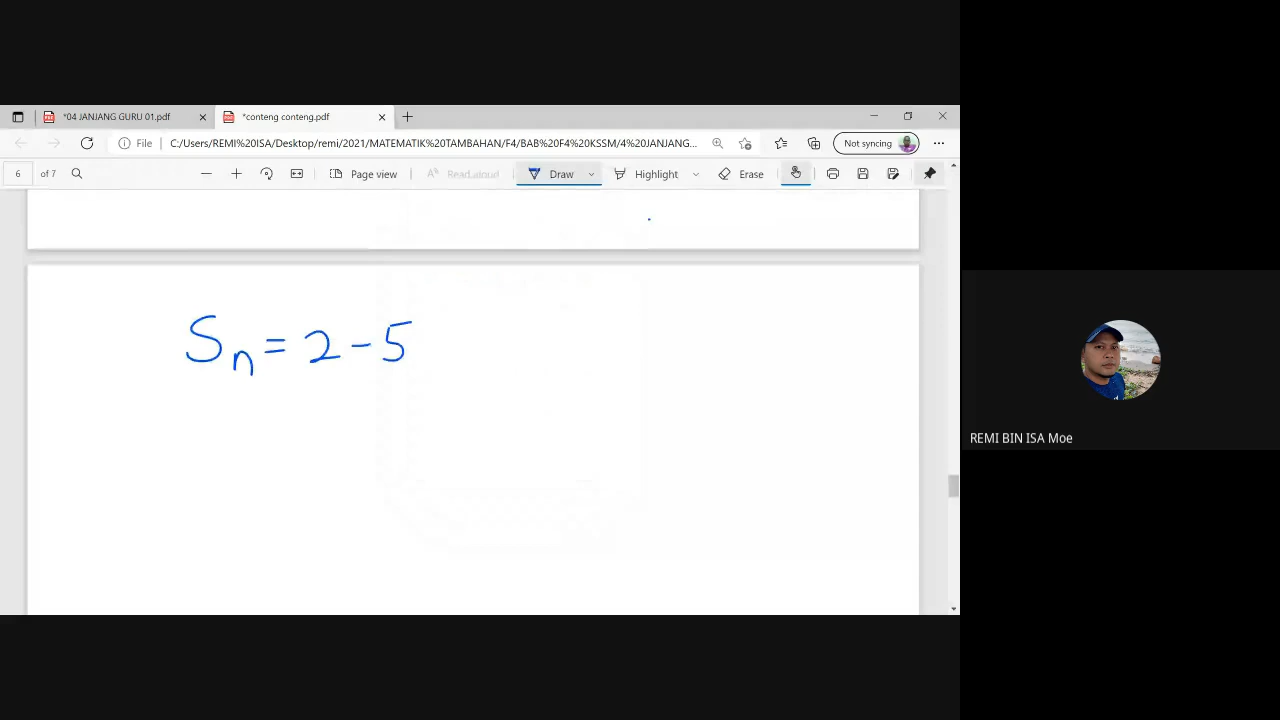 *04 JANJANG GURU 01.pdf
*conteng conteng.pdf
File C:/Users/REMI%20ISA/Desktop/remi/2021/MATEMATIK%20TAMBAHAN/F4/BAB%20F4%20KSSM/4%20JANJANG... Not syncing
6 of 7 Page view Read aloud Draw Highlight Erase
Sn = 2 - 5
REMI BIN ISA Moe